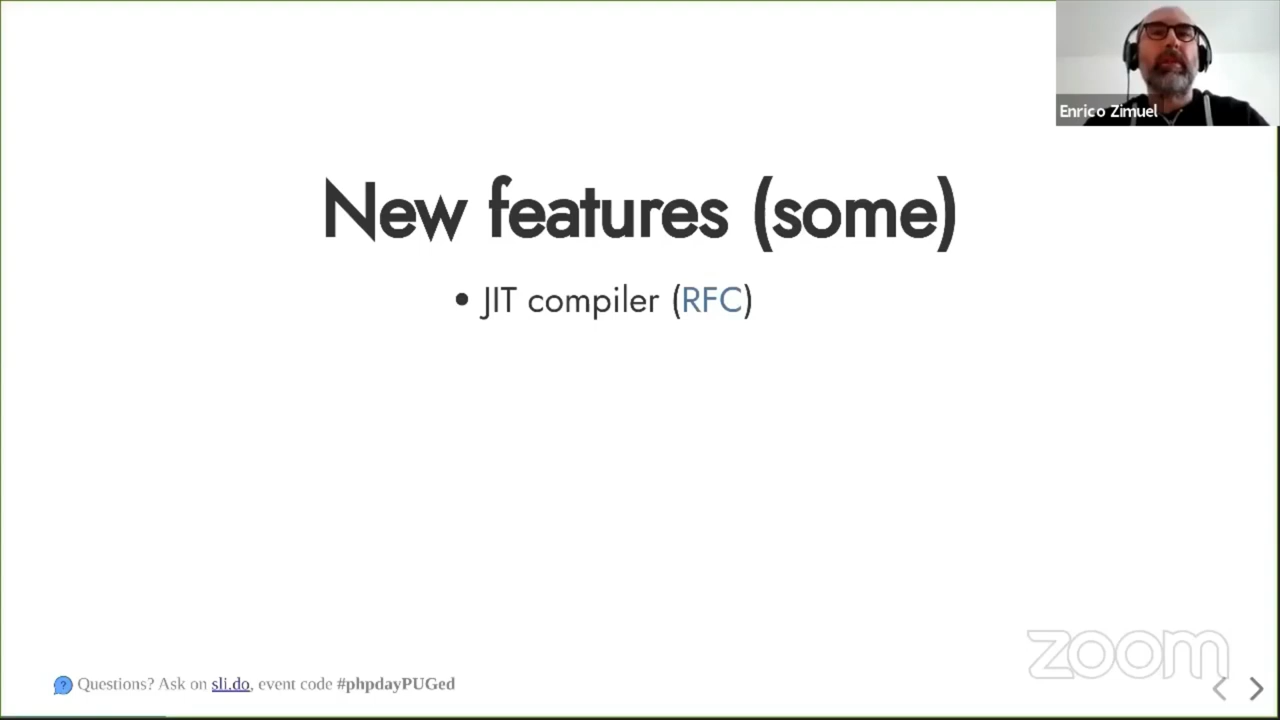 Enrico Zimuel
New features (some)
• JIT compiler (RFC)
zoom
Questions? Ask on sli.do, event code #phpdayPUGed